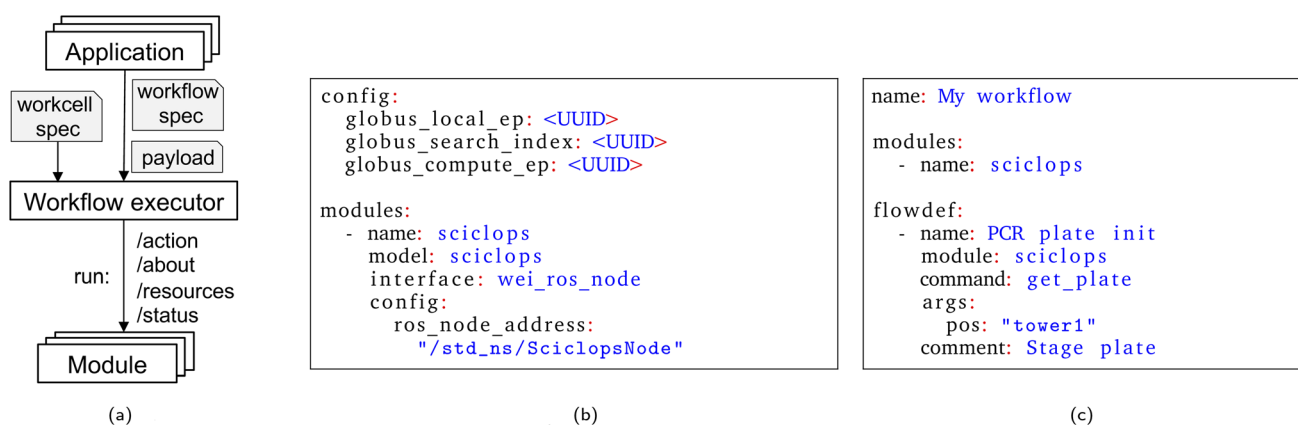 Application
workcell
spec
workflow
spec
payload
Workflow executor
run:
/action
/about
/resources
/status
Module
(a)
config:
  globus_local_ep: <UUID>
  globus_search_index: <UUID>
  globus_compute_ep: <UUID>
modules:
  - name: sciclops
    model: sciclops
    interface: wei_ros_node
    config:
      ros_node_address:
        "/std_ns/SciclopsNode"
(b)
name: My workflow
modules:
  - name: sciclops
flowdef:
  - name: PCR plate init
    module: sciclops
    command: get_plate
    args:
      pos: "tower1"
    comment: Stage plate
(c)